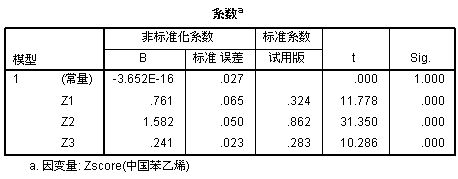 系数a
模型 非标准化系数 标准系数 t Sig.
B 标准 误差 试用版
1 (常量) -3.652E-16 .027 .000 1.000
Z1 .761 .065 .324 11.778 .000
Z2 1.582 .050 .862 31.350 .000
Z3 .241 .023 .283 10.286 .000
a. 因变量: Zscore(中国苯乙烯)